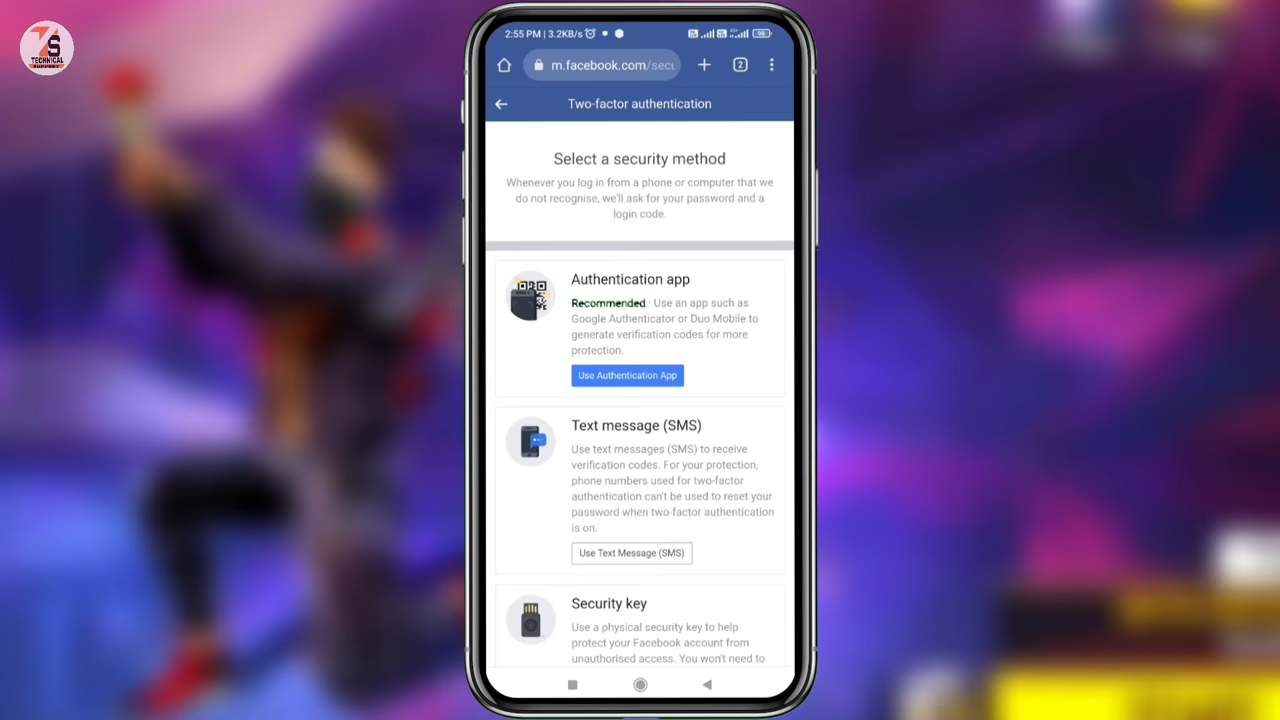 7S
TECHNICAL
2:55 PM | 3.2KB/s
m.facebook.com/secu
2
Two-factor authentication
Select a security method
Whenever you log in from a phone or computer that we
do not recognise, we'll ask for your password and a
login code.
Authentication app
Recommended · Use an app such as
Google Authenticator or Duo Mobile to
generate verification codes for more
protection.
Use Authentication App
Text message (SMS)
Use text messages (SMS) to receive
verification codes. For your protection,
phone numbers used for two-factor
authentication can't be used to reset your
password when two-factor authentication
is on.
Use Text Message (SMS)
Security key
Use a physical security key to help
protect your Facebook account from
unauthorised access. You won't need to